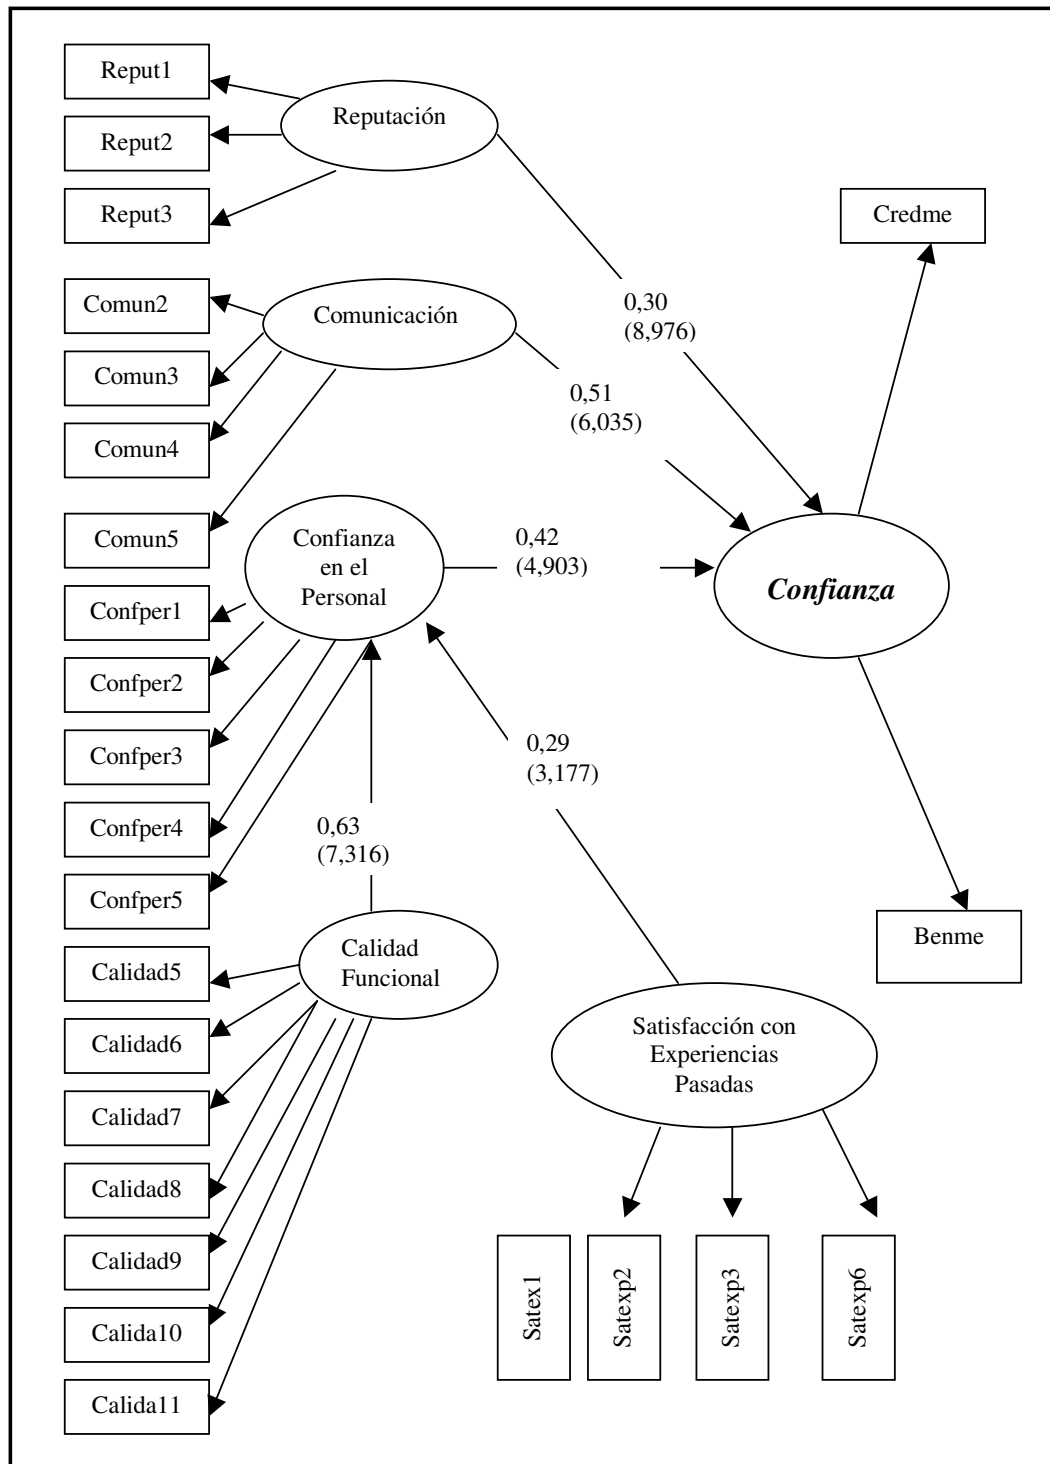 Reput1
Reputación
Reput2
Reput3
Credme
Comun2
Comunicación
0,30
(8,976)
Comun3
0,51
(6,035)
Comun4
Comun5
Confianza
en el
Personal
0,42
(4,903)
Confianza
Confper1
Confper2
Confper3
0,29
(3,177)
Confper4
0,63
(7,316)
Confper5
Calidad
Funcional
Benme
Calidad5
Calidad6
Satisfacción con
Experiencias
Pasadas
Calidad7
Calidad8
Calidad9
Calida10
Calida11
Satex1
Satexp2
Satexp3
Satexp6